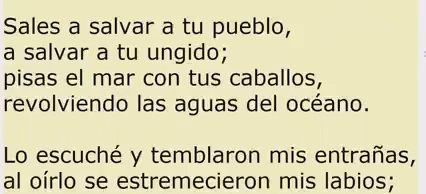 Sales a salvar a tu pueblo,
a salvar a tu ungido;
pisas el mar con tus caballos,
revolviendo las aguas del océano.
Lo escuché y temblaron mis entrañas,
al oírlo se estremecieron mis labios;